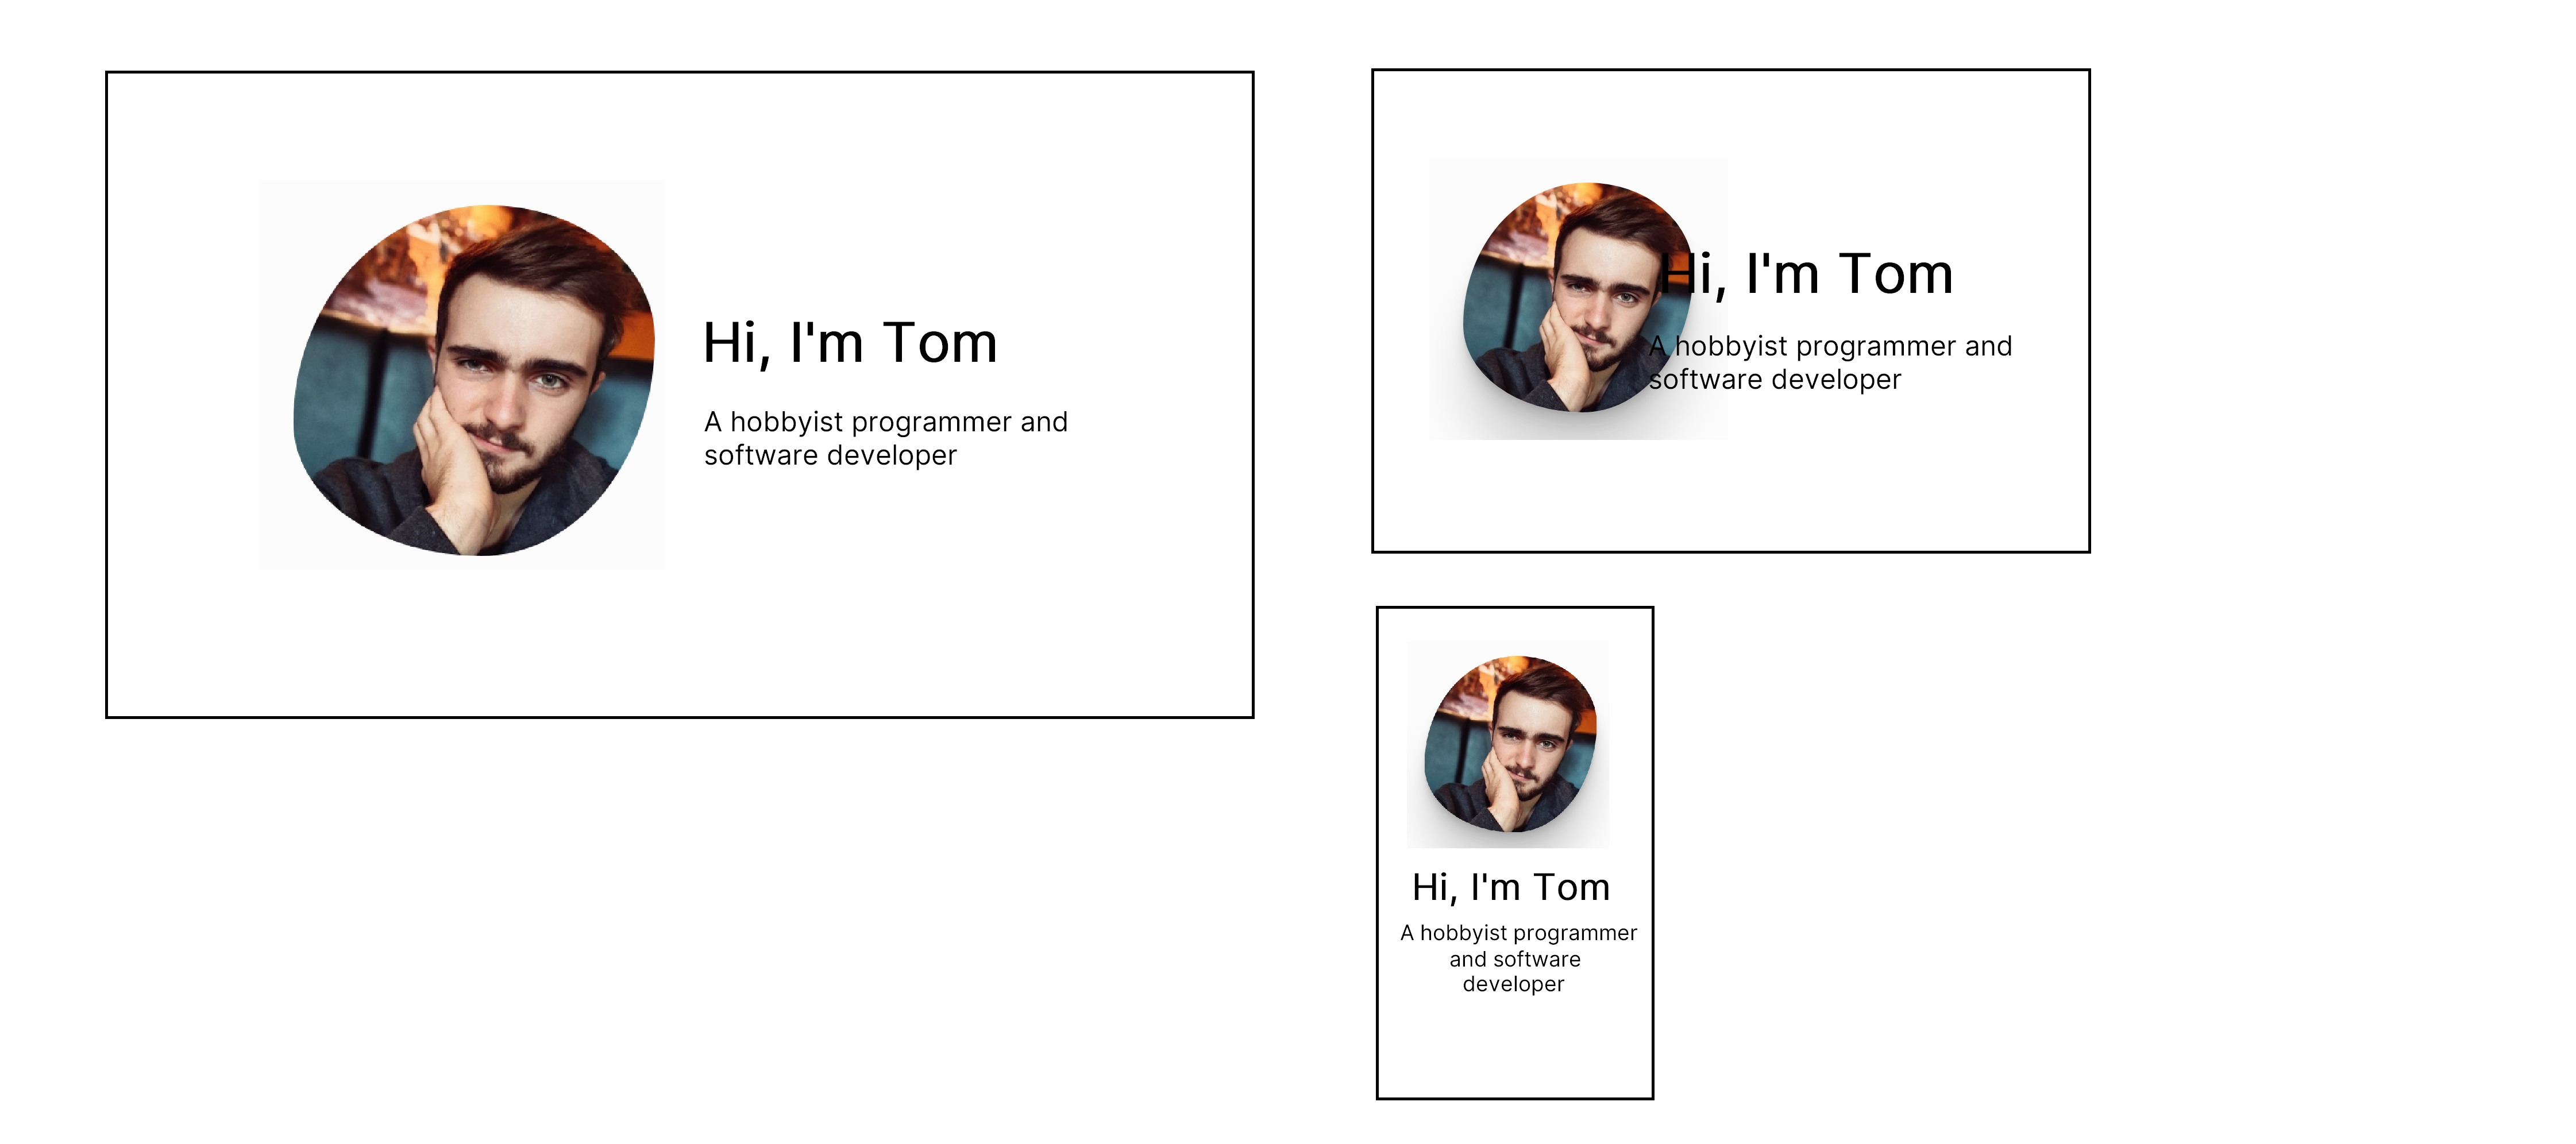 Hi, I'm Tom
A hobbyist programmer and
software developer
Hi, I'm Tom
A hobbyist programmer and
software developer
Hi, I'm Tom
A hobbyist programmer
and software
developer